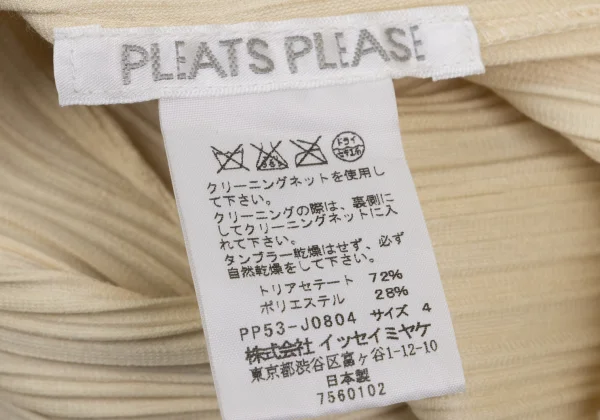 PLEATS PLEASE
ドライ
セキユ系
クリーニングネットを使用し
て下さい。
クリーニングの際は、裏側に
してクリーニングネットに入
れて下さい。
タンブラー乾燥はせず、必ず
自然乾燥をして下さい。
トリアセテート 72%
ポリエステル 28%
PP53-J0804 サイズ 4
株式会社 イッセイミヤケ
東京都渋谷区富ヶ谷1-12-10
日本製
7560102